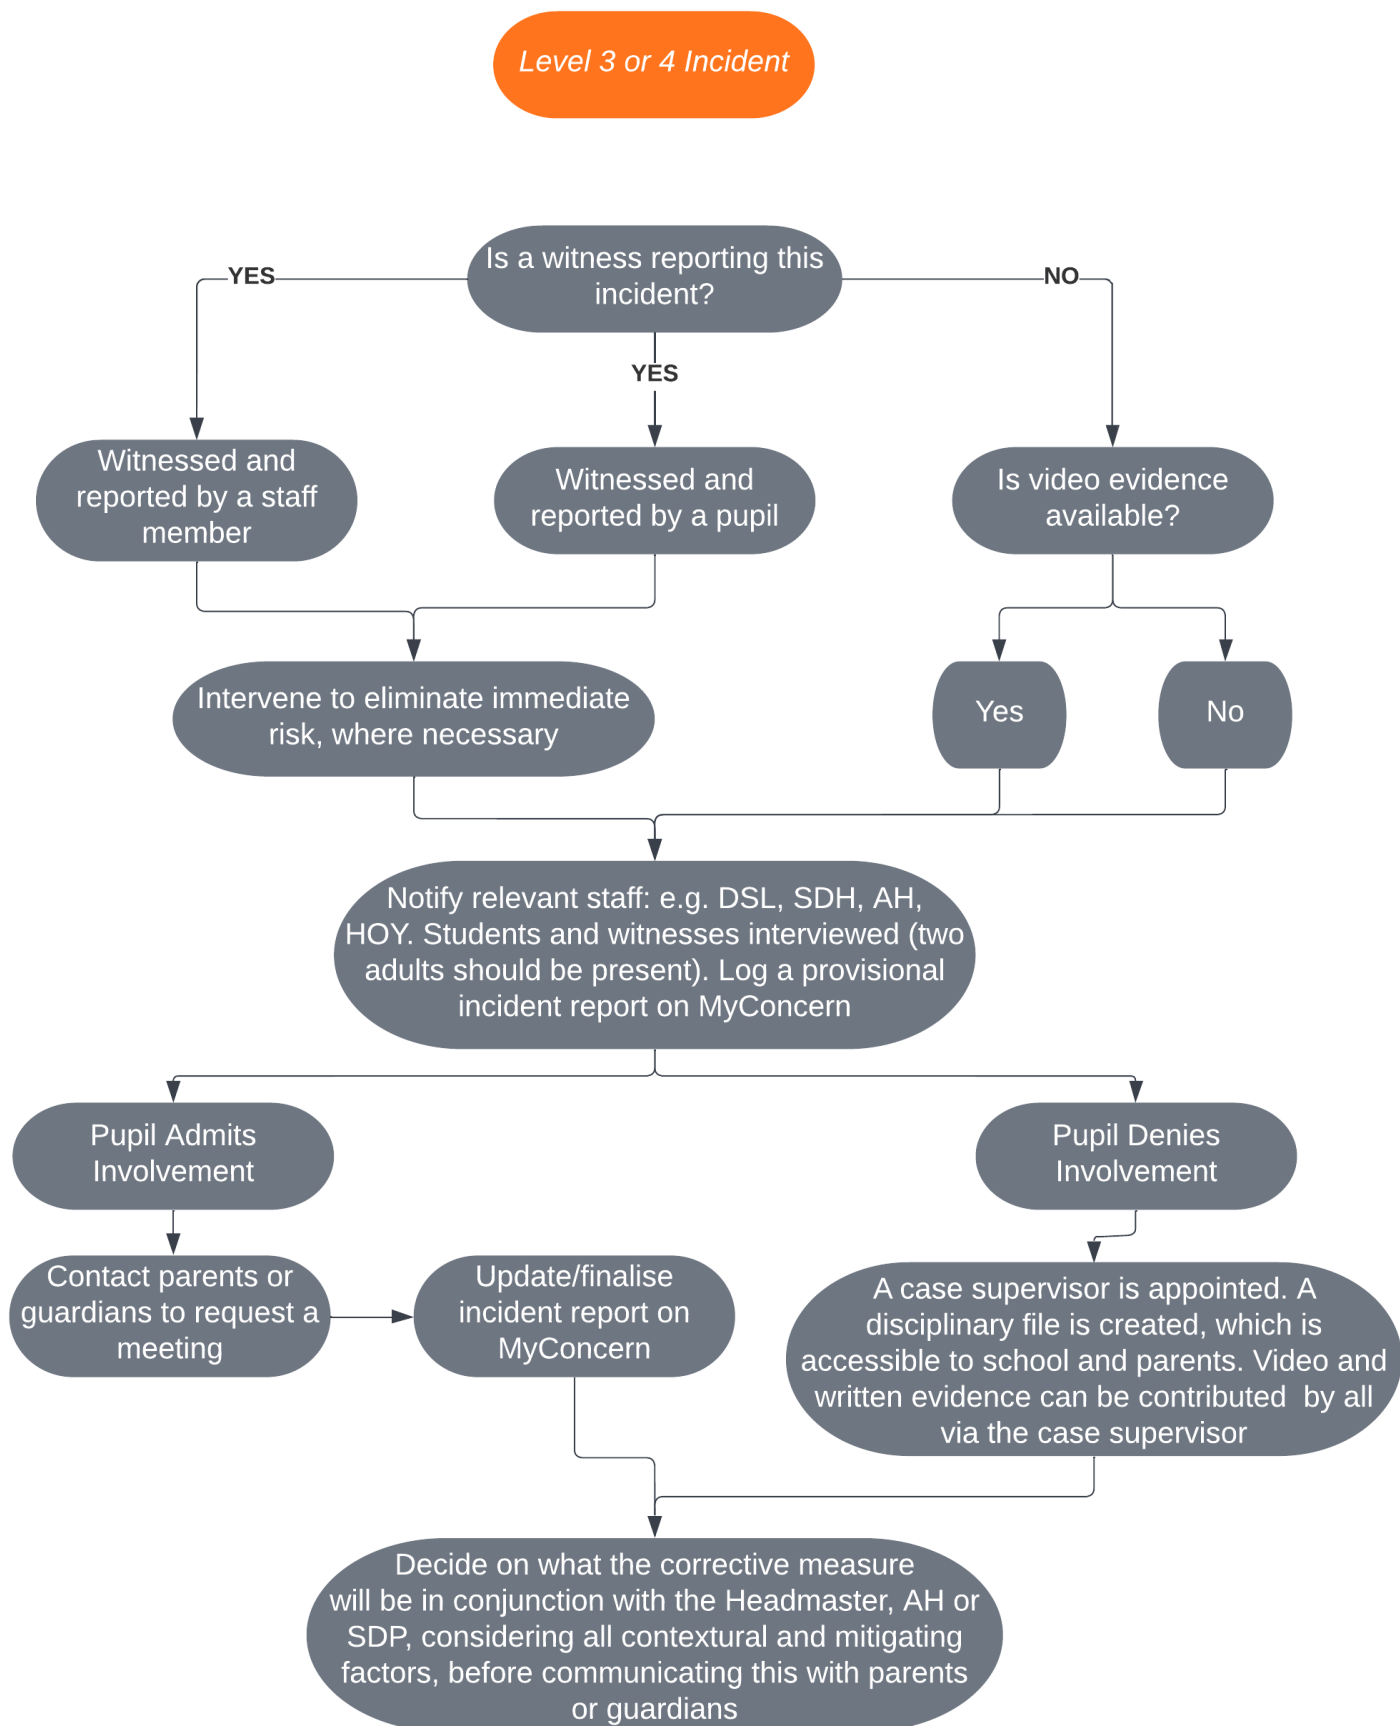 Level 3 or 4 Incident
Is a witness reporting this
incident?
YES
NO
YES
Witnessed and
reported by a staff
member
Witnessed and
reported by a pupil
Is video evidence
available?
Intervene to eliminate immediate
risk, where necessary
Yes
No
Notify relevant staff: e.g. DSL, SDH, AH,
HOY. Students and witnesses interviewed (two
adults should be present). Log a provisional
incident report on MyConcern
Pupil Admits
Involvement
Pupil Denies
Involvement
Contact parents or
guardians to request a
meeting
Update/finalise
incident report on
MyConcern
A case supervisor is appointed. A
disciplinary file is created, which is
accessible to school and parents. Video and
written evidence can be contributed  by all
via the case supervisor
Decide on what the corrective measure
will be in conjunction with the Headmaster, AH or
SDP, considering all contextural and mitigating
factors, before communicating this with parents
or guardians